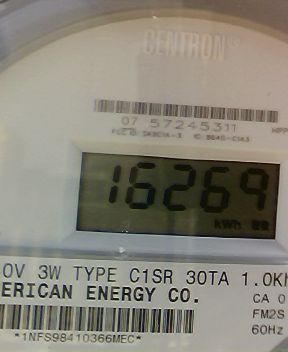 CENTRON®
07 57245311
16269
kWh
0V 3W TYPE C1SR 30TA 1.0K
ERICAN ENERGY CO.
CA 0
FM2S
60Hz
*1NFS98410366MEC*